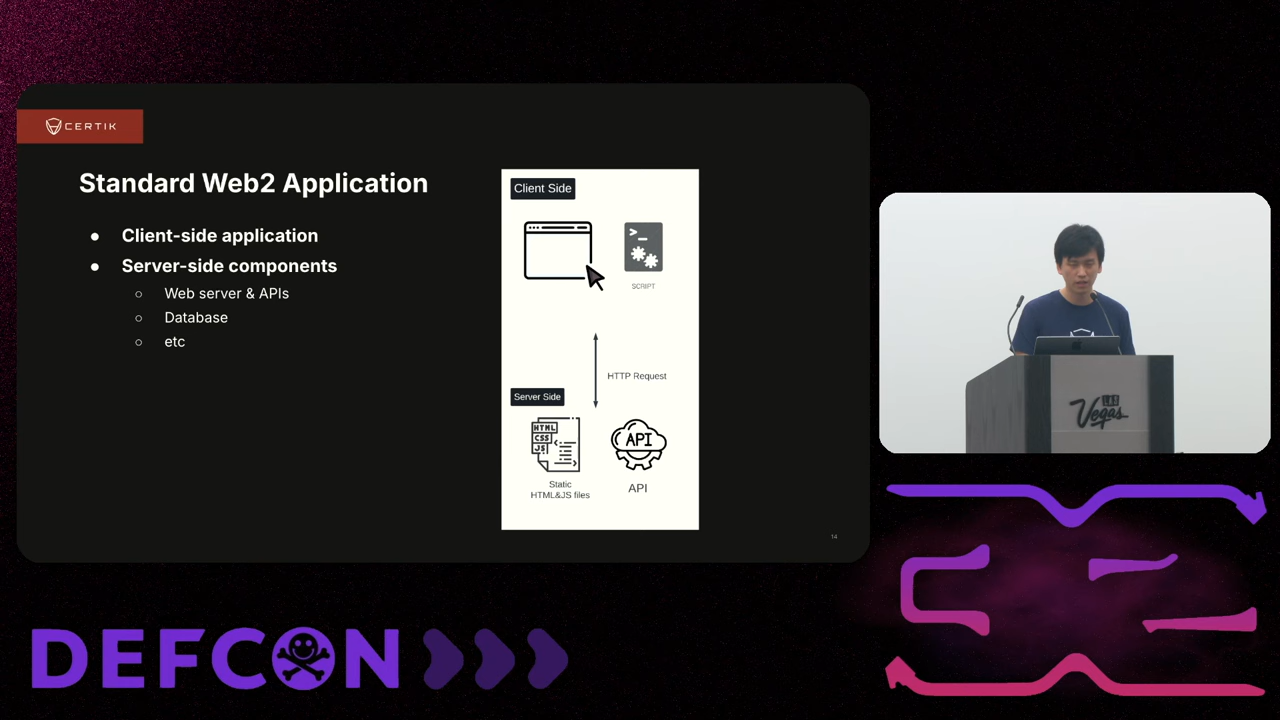 CERTIK
Standard Web2 Application
● Client-side application
● Server-side components
○ Web server & APIs
○ Database
○ etc
Client Side
>_
SCRIPT
HTTP Request
Server Side
HTML
CSS
JS
Static
HTML&JS files
API
API
14
LAS
Vegas
DEFCON